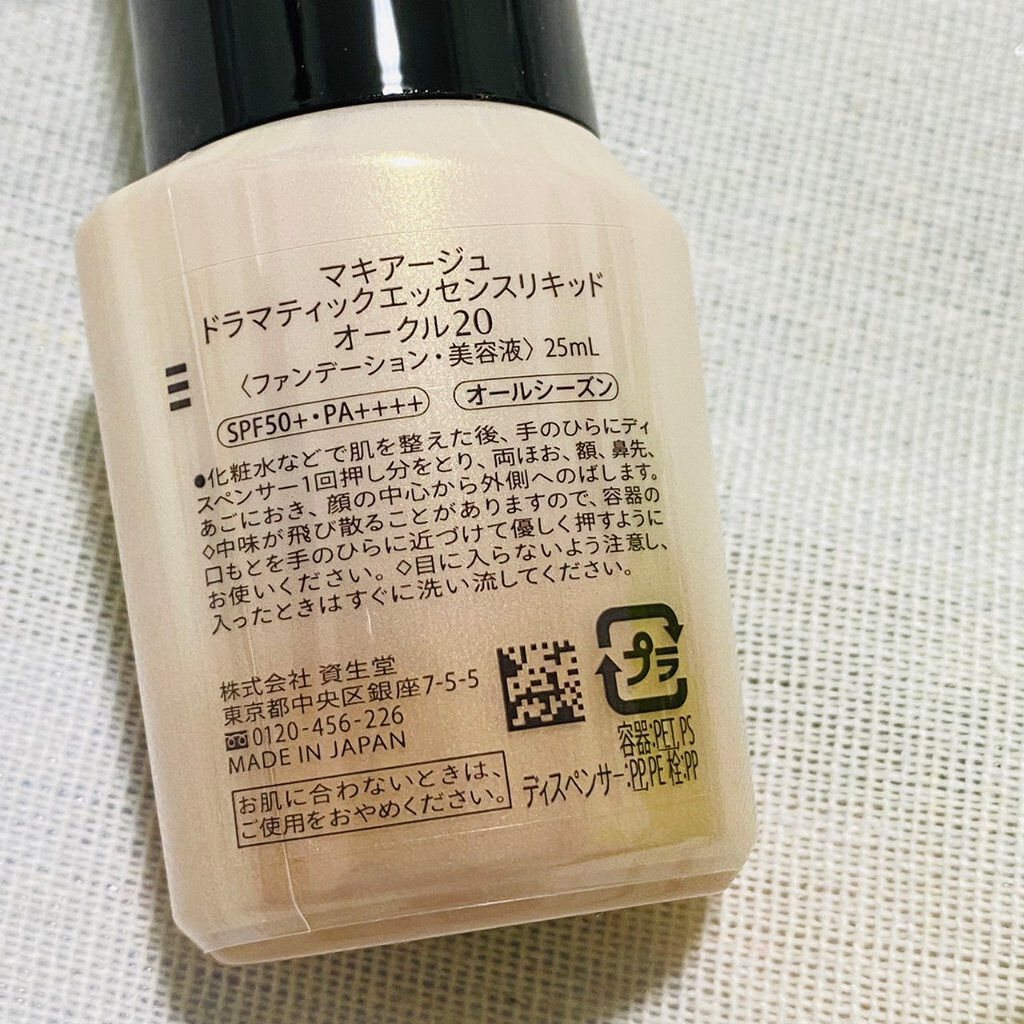 マキアージュ
ドラマティックエッセンスリキッド
オークル20
〈ファンデーション・美容液〉 25mL
SPF50+・PA++++ オールシーズン
●化粧水などで肌を整えた後、手のひらにディ
スペンサー1回押し分をとり、両ほお、額、鼻先、
あごにおき、顔の中心から外側へのばします。
◇中味が飛び散ることがありますので、容器の
口もとを手のひらに近づけて優しく押すように
お使いください。◇目に入らないよう注意し、
入ったときはすぐに洗い流してください。
株式会社 資生堂
東京都中央区銀座7-5-5
0120-456-226
MADE IN JAPAN
お肌に合わないときは、
ご使用をおやめください。
プラ
容器:PET,PS
ディスペンサー:PP,PE 栓:PP